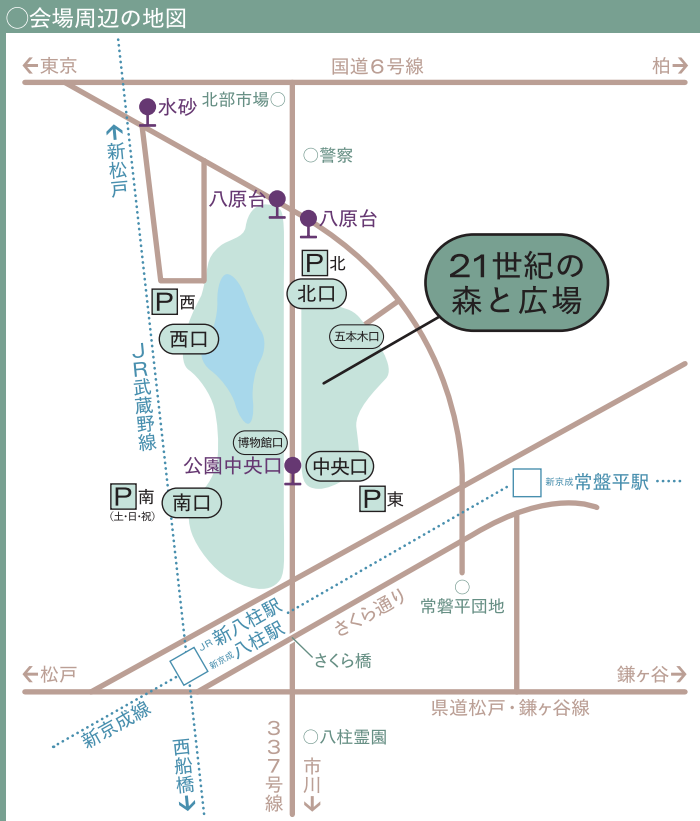 ○会場周辺の地図
←東京
国道6号線
柏→
水砂
北部市場○
↑新松戸
○警察
八原台
八原台
P北
北口
21世紀の
森と広場
P西
西口
五本木口
JR武蔵野線
博物館口
公園中央口
中央口
P南
(土・日・祝)
南口
P東
新京成常盤平駅
○
常盤平団地
さくら通り
JR新八柱駅
新京成八柱駅
さくら橋
←松戸
鎌ヶ谷→
新京成線
県道松戸・鎌ヶ谷線
西船橋↓
337号線
○八柱霊園
市川↓